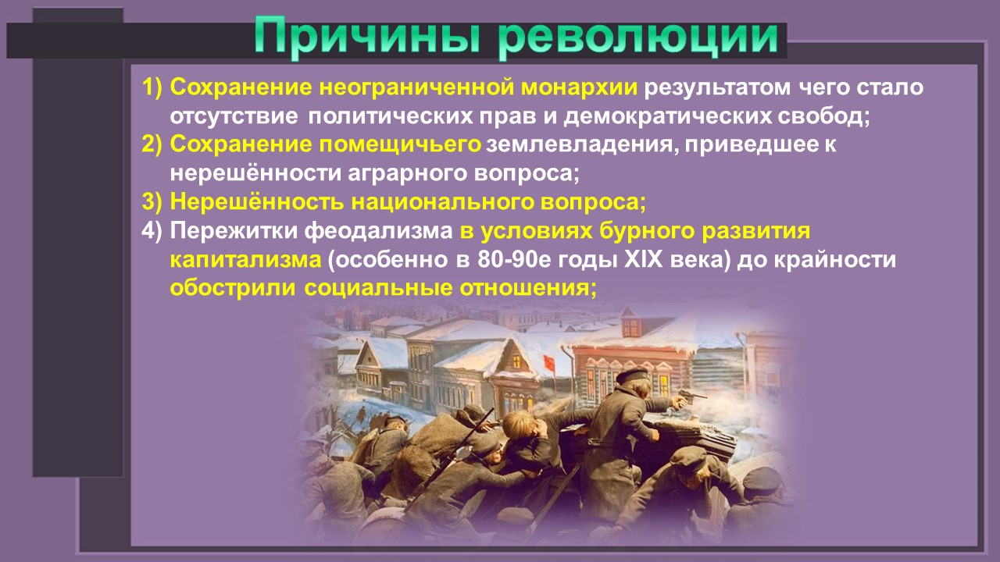 Причины революции
1) Сохранение неограниченной монархии результатом чего стало
отсутствие политических прав и демократических свобод;
2) Сохранение помещичьего землевладения, приведшее к
нерешённости аграрного вопроса;
3) Нерешённость национального вопроса;
4) Пережитки феодализма в условиях бурного развития
капитализма (особенно в 80-90е годы XIX века) до крайности
обострили социальные отношения;